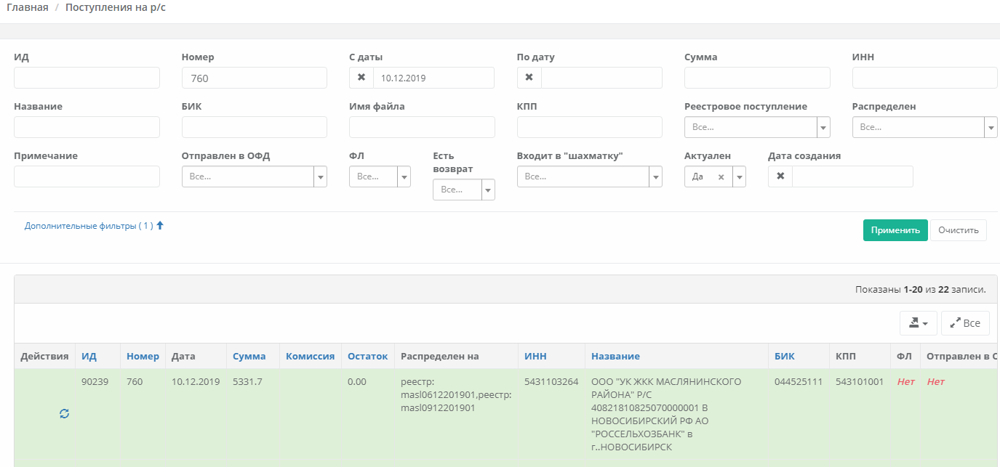 Главная / Поступления на р/с
ИД Номер С даты По дату Сумма ИНН
760 ✖ 10.12.2019 ✖
Название БИК Имя файла КПП Реестровое поступление Распределен
Все... Все...
Примечание Отправлен в ОФД ФЛ Есть возврат Входит в "шахматку" Актуален Дата создания
Все... Все... Все... Все... Да × ✖
Дополнительные фильтры ( 1 ) Применить Очистить
Показаны 1-20 из 22 записи.
Все
Действия ИД Номер Дата Сумма Комиссия Остаток Распределен на ИНН Название БИК КПП ФЛ Отправлен в О
90239 760 10.12.2019 5331.7 0.00 реестр: 5431103264 ООО "УК ЖКК МАСЛЯНИНСКОГО 044525111 543101001 Нет Нет
masl0612201901,реестр: РАЙОНА" Р/С
masl0912201901 40821810825070000001 В
НОВОСИБИРСКИЙ РФ АО
"РОССЕЛЬХОЗБАНК" в
г..НОВОСИБИРСК